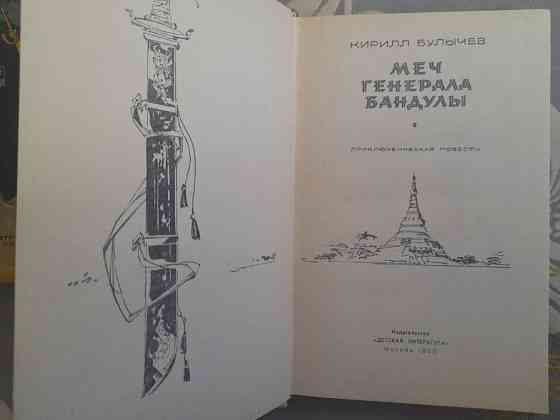 КИРИЛЛ БУЛЫЧЕВ
МЕЧ
ГЕНЕРАЛА
БАНДУЛЫ
ПРИКЛЮЧЕНЧЕСКАЯ ПОВЕСТЬ
Издательство
«ДЕТСКАЯ ЛИТЕРАТУРА»
Москва